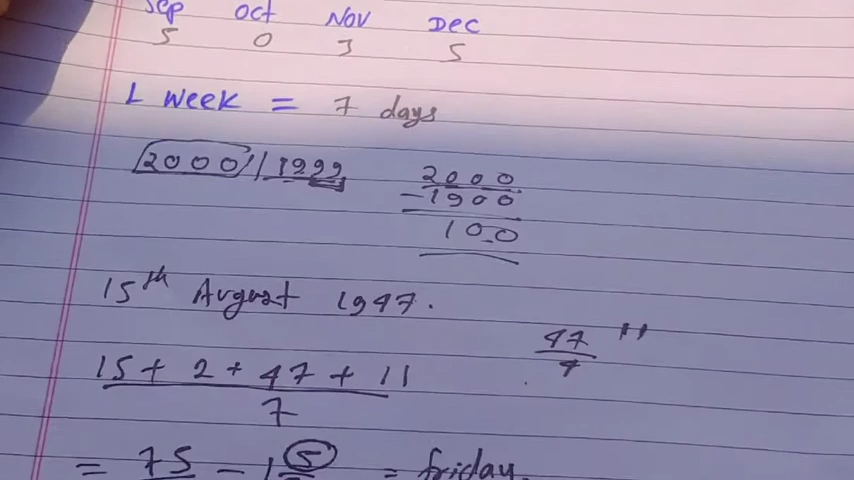 Sep Oct Nov Dec
5 0 3 5
1 week = 7 days
2000 // 1999
2000
-1900
100
15th August 1947.
47 11
4
15 + 2 + 47 + 11
7
= 75 - 1 5 = friday.